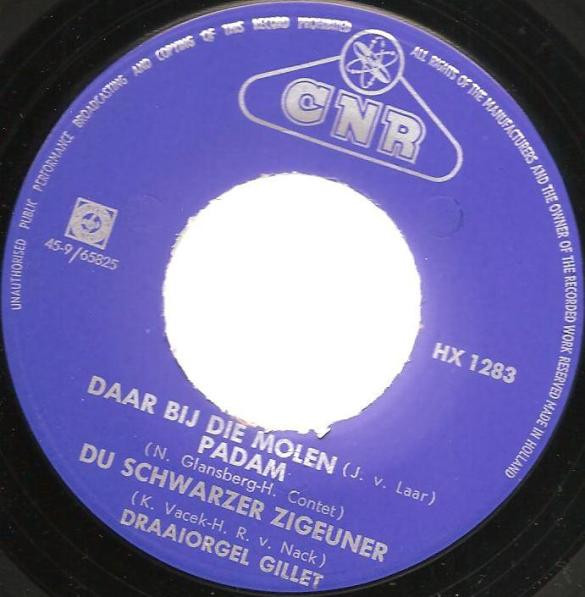 UNAUTHORISED PUBLIC PERFORMANCE BROADCASTING AND COPYING OF THIS RECORD PROHIBITED
ALL RIGHTS OF THE MANUFACTURERS AND THE OWNER OF THE RECORDED WORK RESERVED MADE IN HOLLAND
CNR
45-9/65825
HX 1283
DAAR BIJ DIE MOLEN (J. v. Laar)
PADAM
(N. Glansberg-H. Contet)
DU SCHWARZER ZIGEUNER
(K. Vacek-H. R. v. Nack)
DRAAIORGEL GILLET